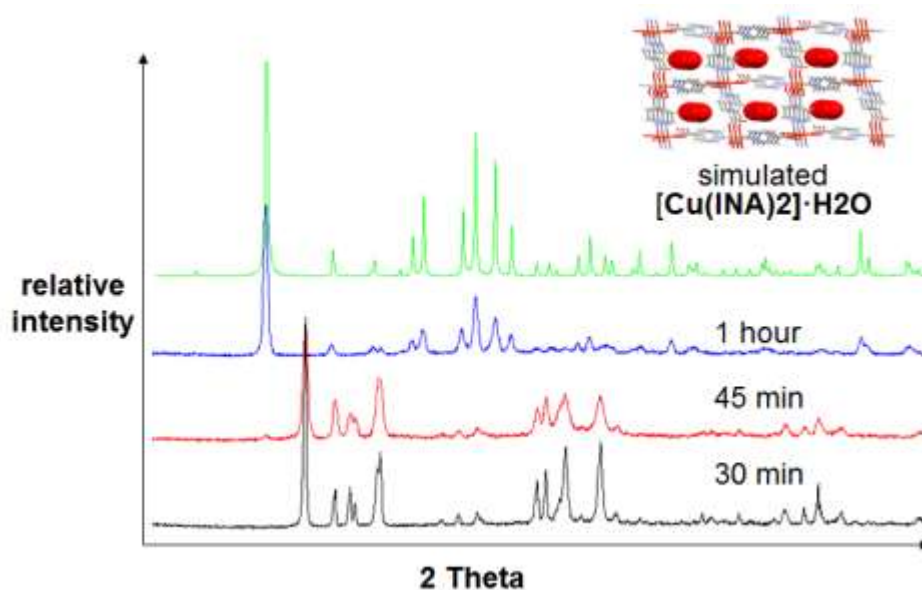 simulated
[Cu(INA)2]·H2O
relative
intensity
1 hour
45 min
30 min
2 Theta